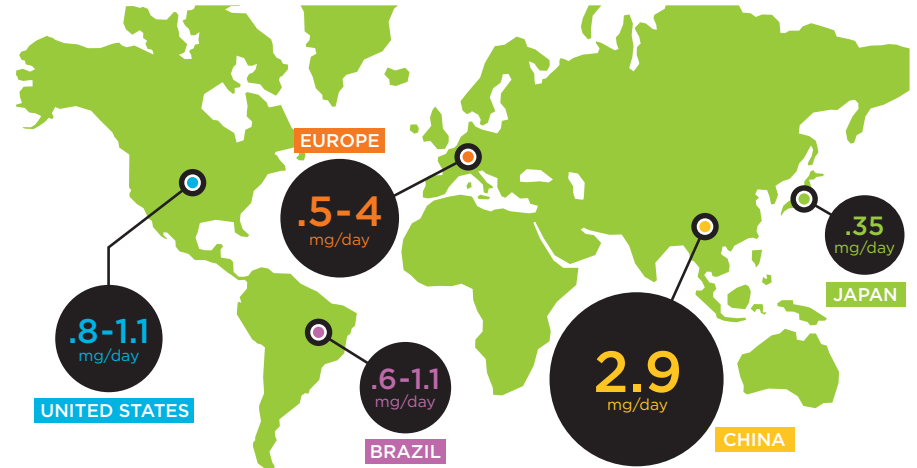 EUROPE
.5-4
mg/day
.35
mg/day
JAPAN
.8-1.1
mg/day
UNITED STATES
.6-1.1
mg/day
BRAZIL
2.9
mg/day
CHINA